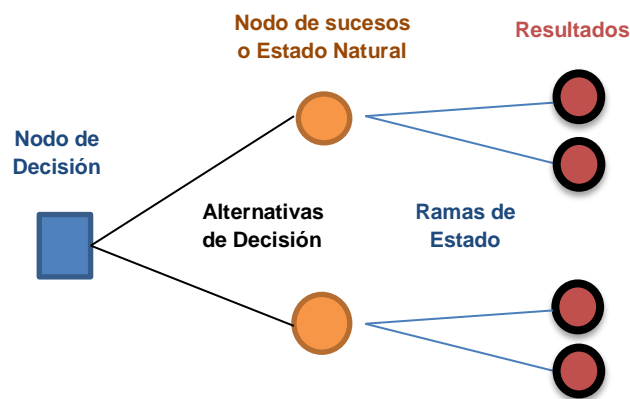 Nodo de sucesos
o Estado Natural
Resultados
Nodo de
Decisión
Alternativas
de Decisión
Ramas de
Estado